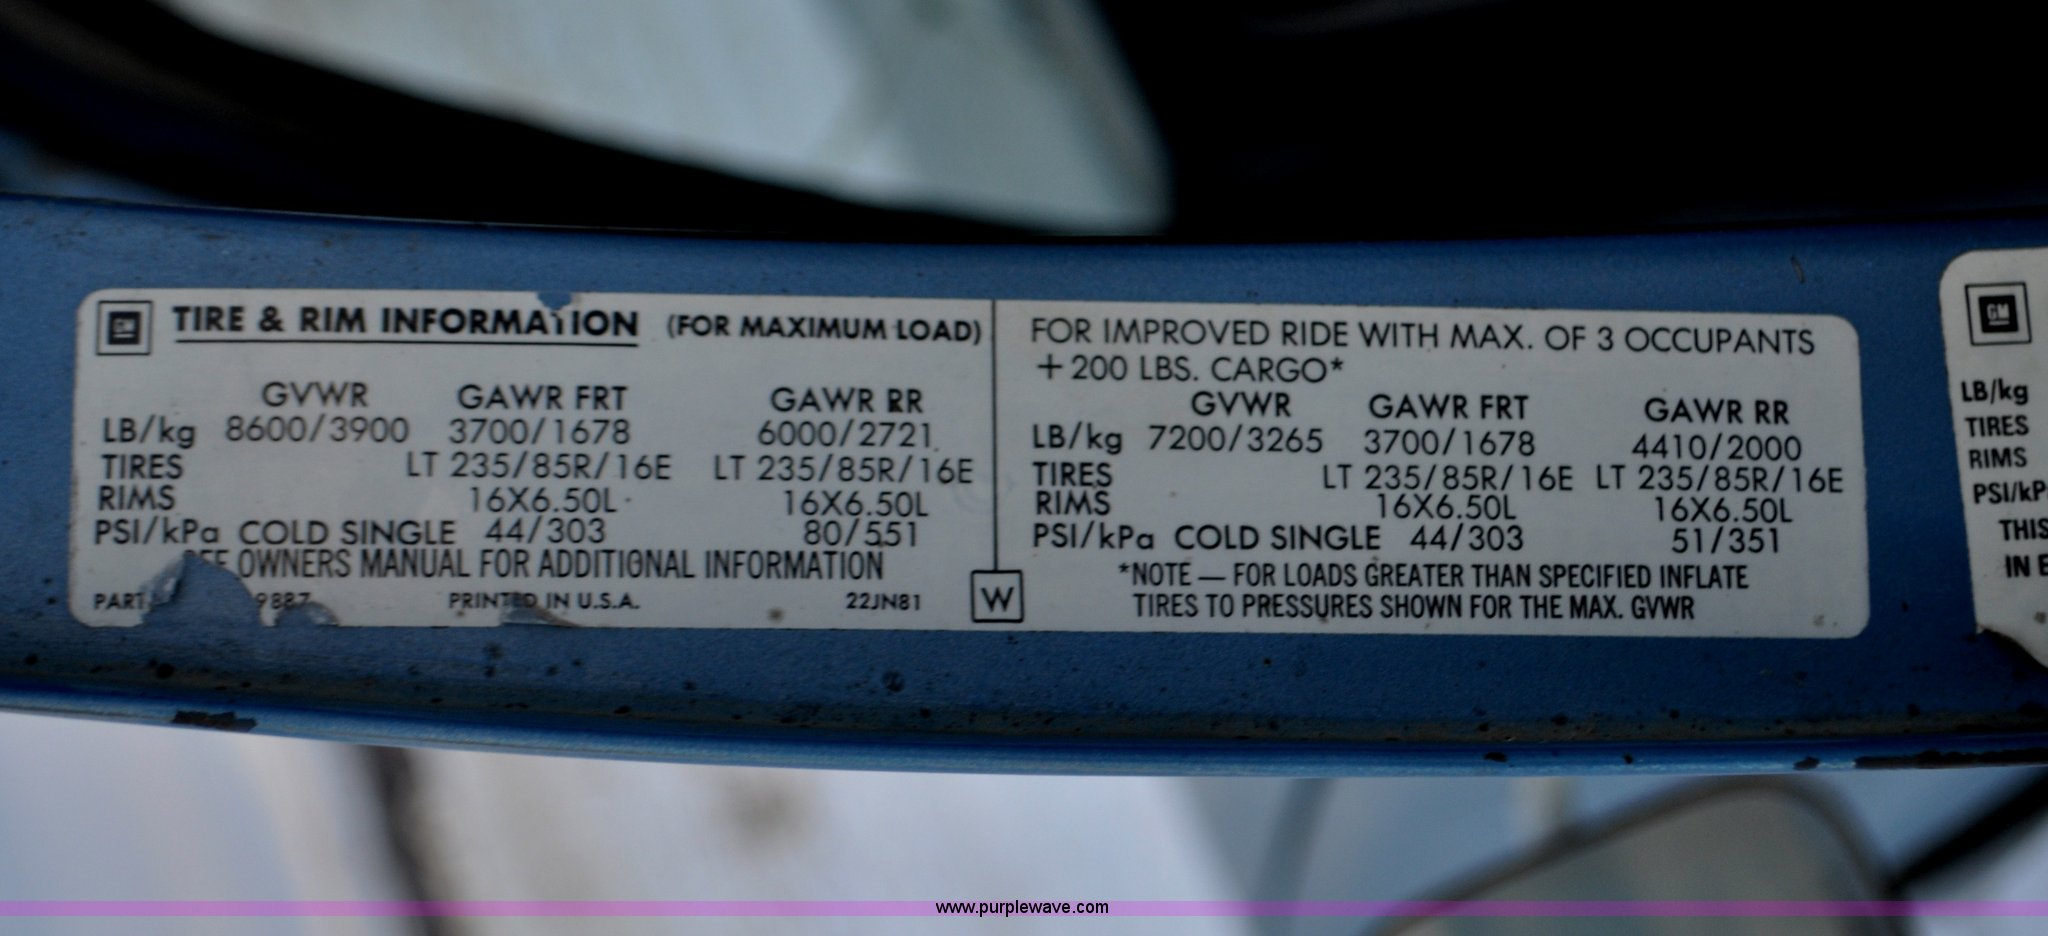 GM TIRE & RIM INFORMATION (FOR MAXIMUM LOAD)
GVWR GAWR FRT GAWR RR
LB/kg 8600/3900 3700/1678 6000/2721
TIRES LT 235/85R/16E LT 235/85R/16E
RIMS 16X6.50L 16X6.50L
PSI/kPa COLD SINGLE 44/303 80/551
SEE OWNERS MANUAL FOR ADDITIONAL INFORMATION
PART 9887 PRINTED IN U.S.A. 22JN81
W
FOR IMPROVED RIDE WITH MAX. OF 3 OCCUPANTS
+ 200 LBS. CARGO*
GVWR GAWR FRT GAWR RR
LB/kg 7200/3265 3700/1678 4410/2000
TIRES LT 235/85R/16E LT 235/85R/16E
RIMS 16X6.50L 16X6.50L
PSI/kPa COLD SINGLE 44/303 51/351
*NOTE — FOR LOADS GREATER THAN SPECIFIED INFLATE
TIRES TO PRESSURES SHOWN FOR THE MAX. GVWR
GM
LB/kg
TIRES
RIMS
PSI/kP
THIS
IN
www.purplewave.com